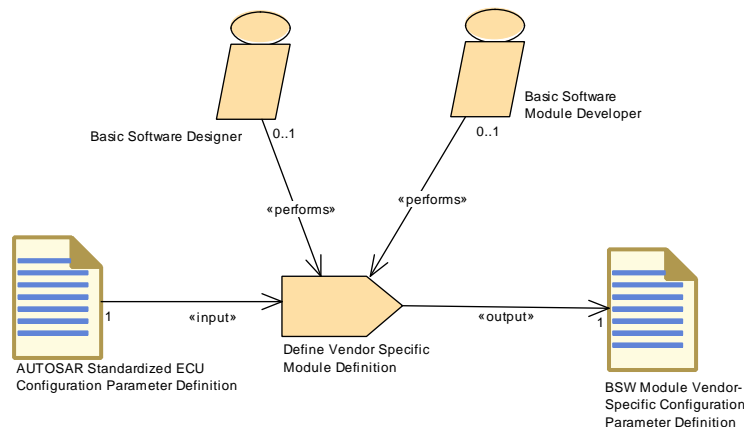 Basic Software Designer
0..1
Basic Software
Module Developer
0..1
«performs»
«performs»
1
«input»
«output»
1
AUTOSAR Standardized ECU
Configuration Parameter Definition
Define Vendor Specific
Module Definition
BSW Module Vendor-
Specific Configuration
Parameter Definition